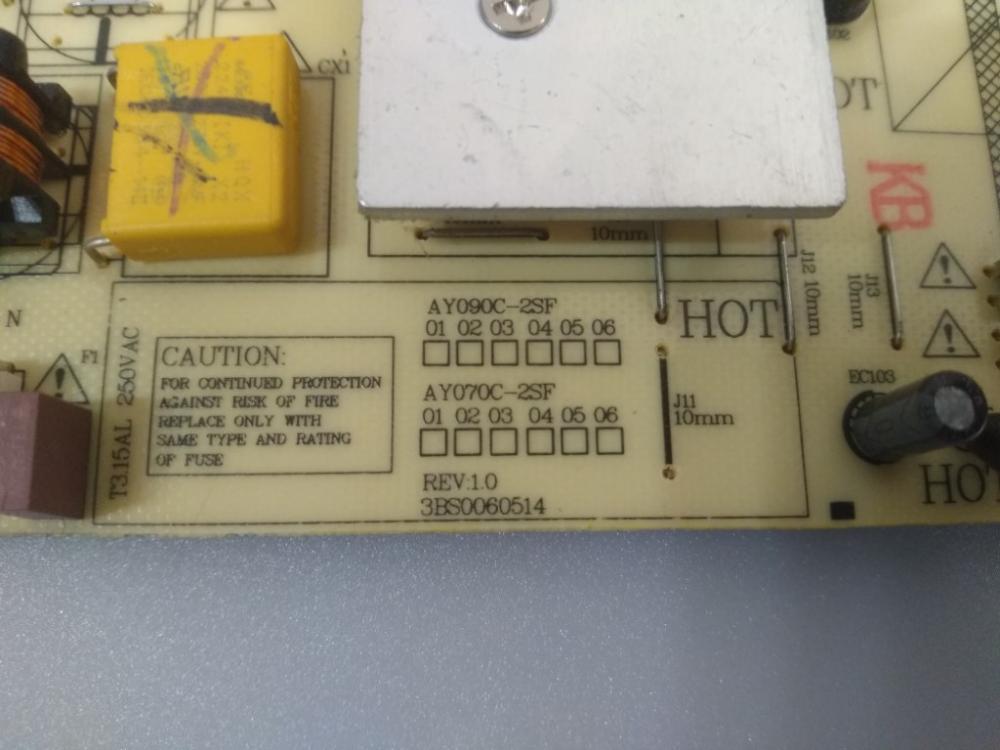 cx1
OT
KB
10mm
J12 10mm
J13
10mm
N
F1
T3.15AL 250VAC
CAUTION:
FOR CONTINUED PROTECTION
AGAINST RISK OF FIRE
REPLACE ONLY WITH
SAME TYPE AND RATING
OF FUSE
AY090C-2SF
01 02 03 04 05 06
AY070C-2SF
01 02 03 04 05 06
REV:1.0
3BS0060514
HOT
J11
10mm
EC103
HOT